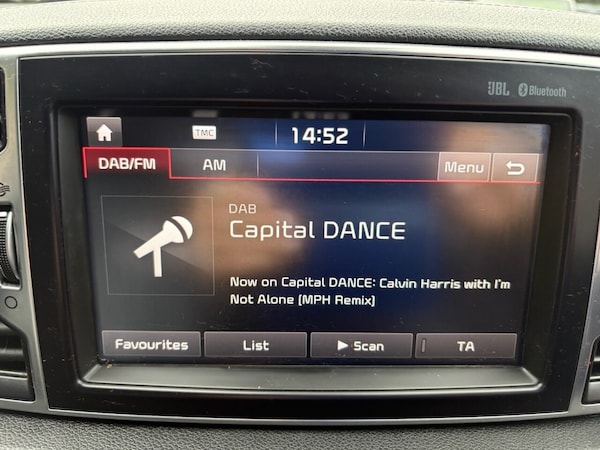 JBL Bluetooth
TMC 14:52
DAB/FM AM Menu
DAB
Capital DANCE
Now on Capital DANCE: Calvin Harris with I'm
Not Alone [MPH Remix]
Favourites List Scan TA